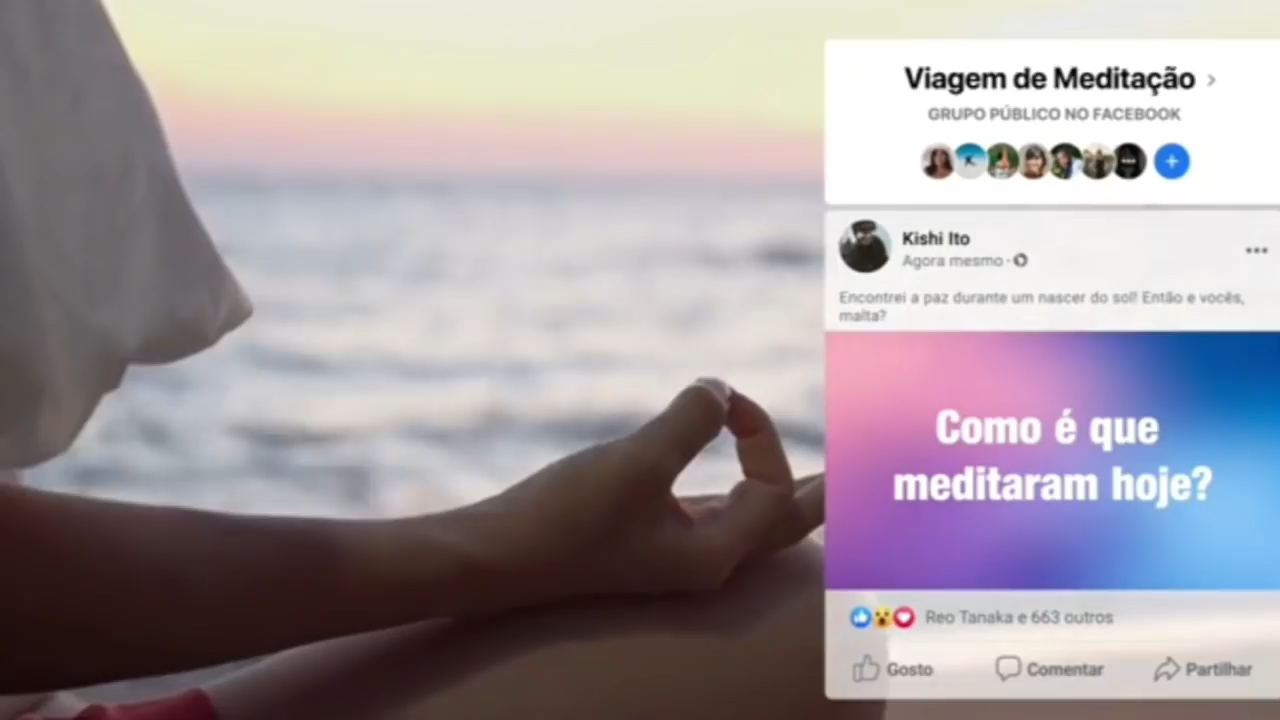 Viagem de Meditação
GRUPO PÚBLICO NO FACEBOOK
Kishi Ito
Agora mesmo ·
Encontrei a paz durante um nascer do sol! Então e vocês,
malta?
Como é que
meditaram hoje?
Reo Tanaka e 663 outros
Gosto Comentar Partilhar